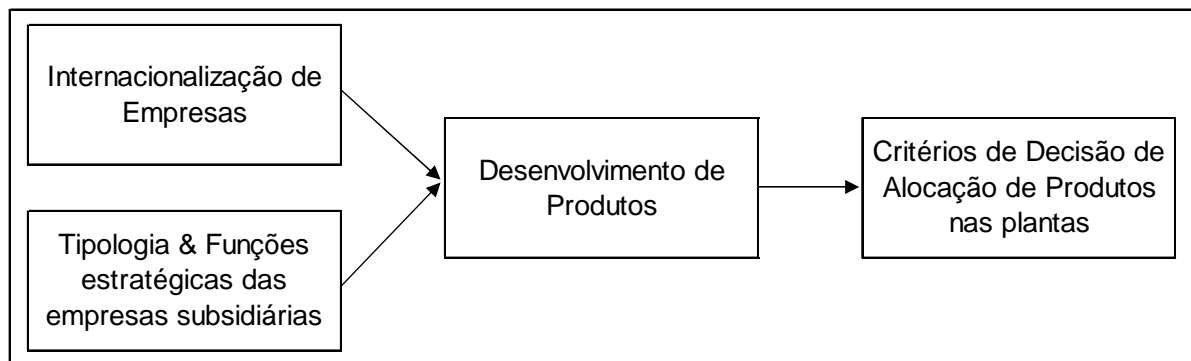 Internacionalização de
Empresas
Tipologia & Funções
estratégicas das
empresas subsidiárias
Desenvolvimento de
Produtos
Critérios de Decisão de
Alocação de Produtos
nas plantas